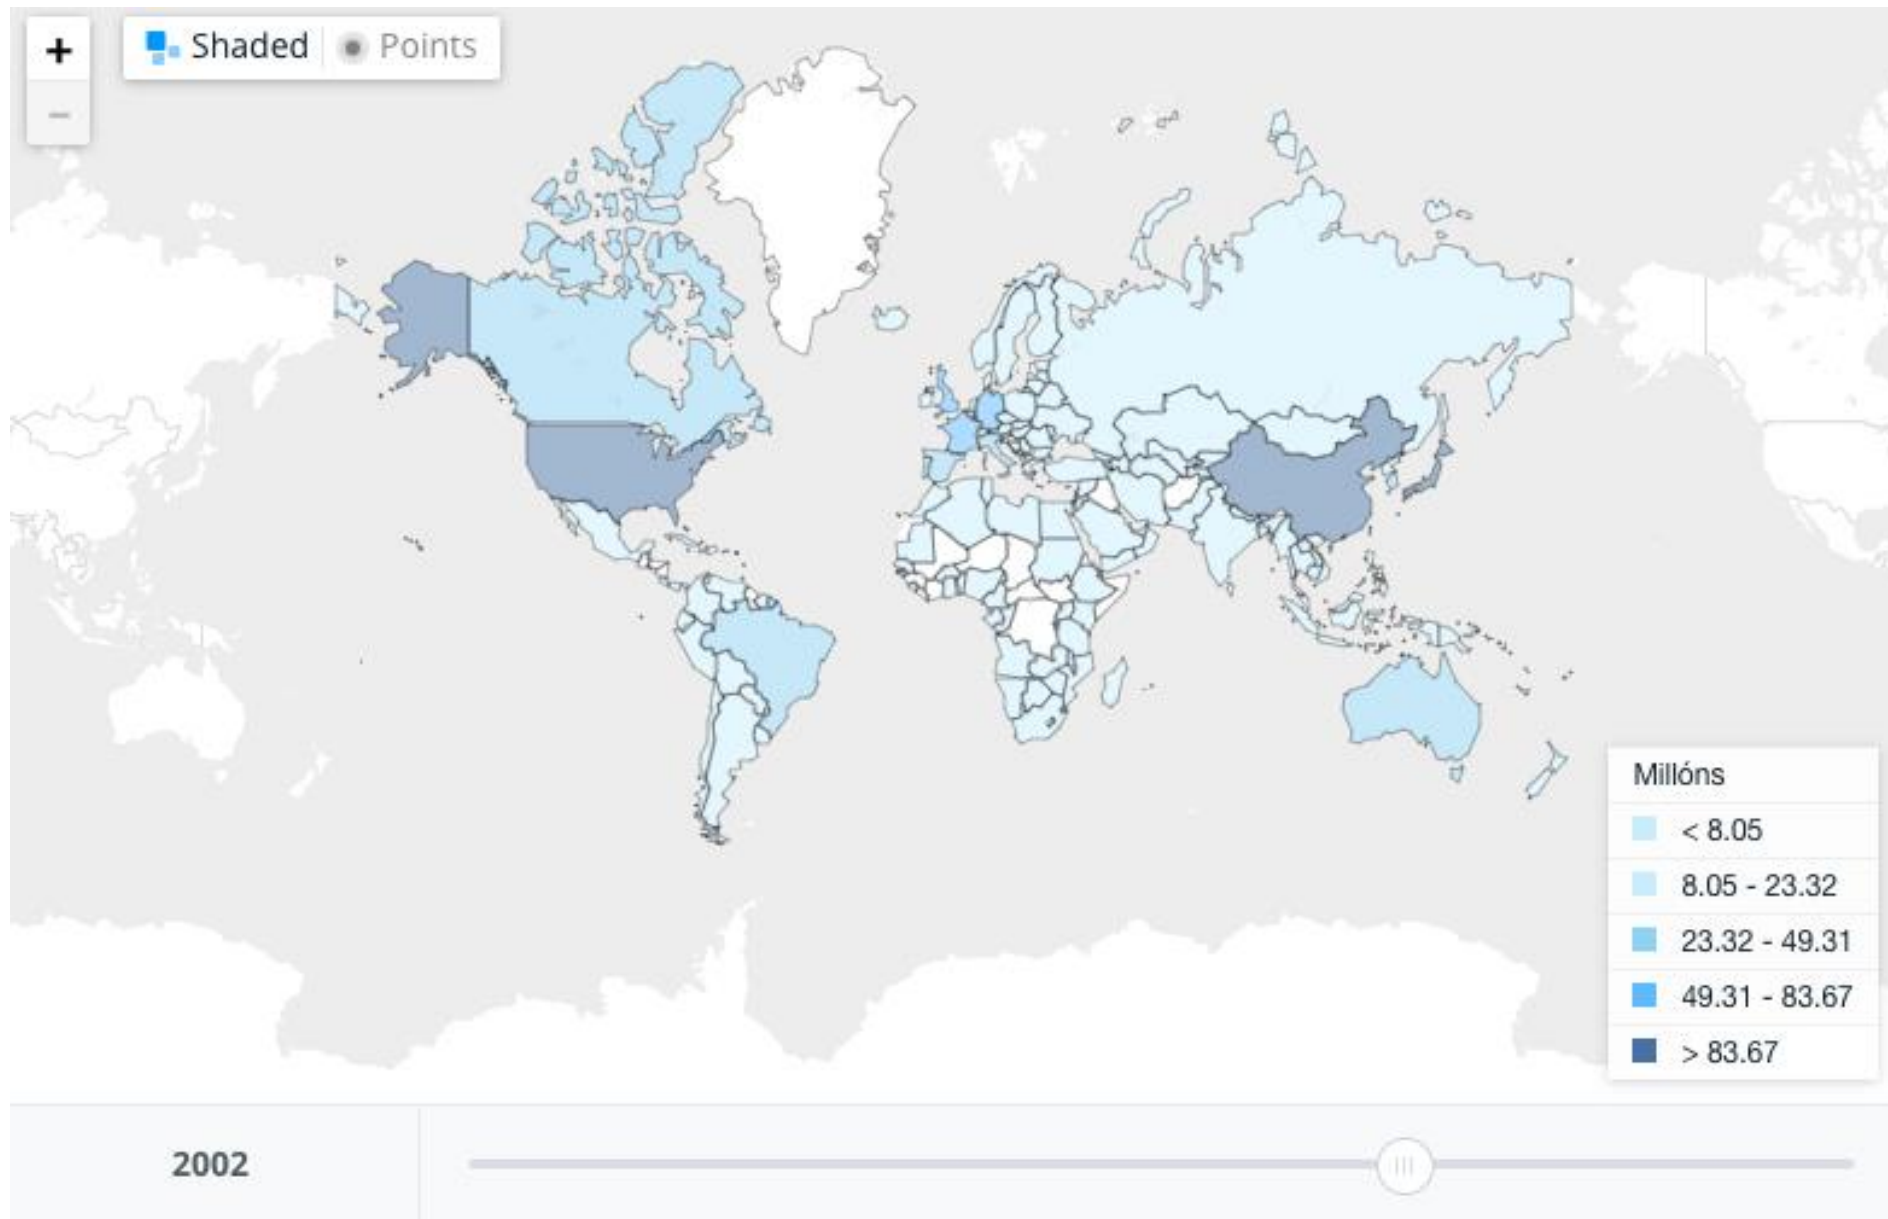 +
Shaded Points
−
Millóns
< 8.05
8.05 - 23.32
23.32 - 49.31
49.31 - 83.67
> 83.67
2002